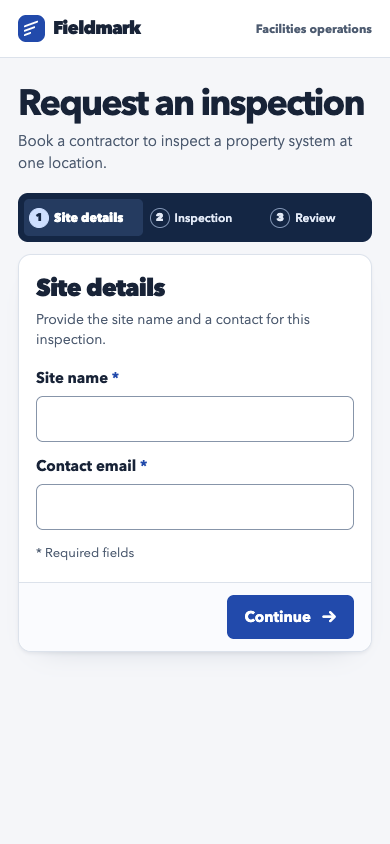 Fieldmark
Facilities operations
Request an inspection
Book a contractor to inspect a property system at
one location.
1 Site details
2 Inspection
3 Review
Site details
Provide the site name and a contact for this
inspection.
Site name *
Contact email *
* Required fields
Continue →